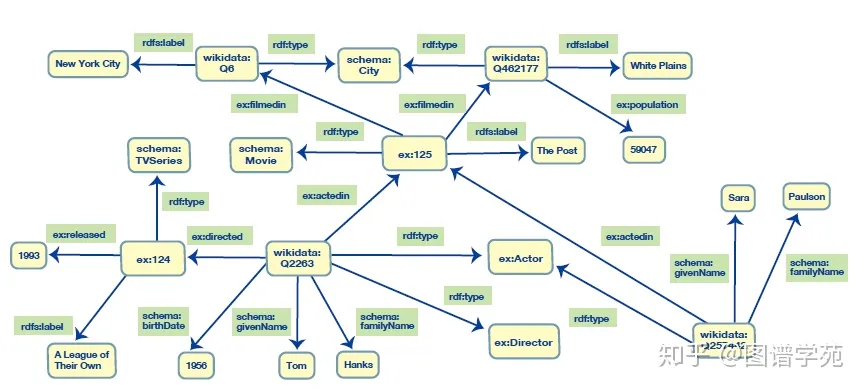 rdfs:label
rdf:type
rdf:type
rdfs:label
New York City
wikidata:
Q6
schema:
City
wikidata:
Q462177
White Plains
ex:filmedin
ex:filmedin
ex:population
rdf:type
rdfs:label
schema:
TVSeries
schema:
Movie
ex:125
The Post
59047
rdf:type
ex:actedin
Sara
Paulson
ex:released
ex:directed
rdf:type
ex:actedin
1993
ex:124
wikidata:
Q2263
ex:Actor
schema:
givenName
schema:
familyName
rdf:type
rdfs:label
schema:
birthDate
schema:
givenName
schema:
familyName
rdf:type
ex:Director
wikidata:
A League of
Their Own
1956
Tom
Hanks
知乎 @图谱学苑